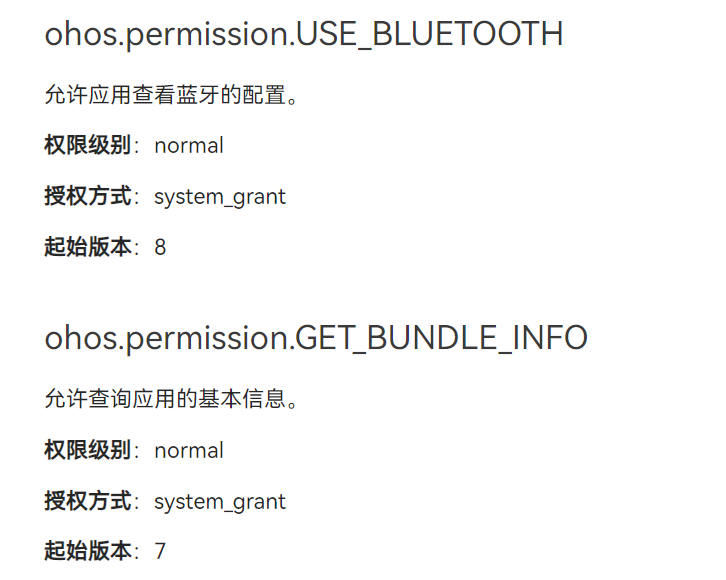 ohos.permission.USE_BLUETOOTH
允许应用查看蓝牙的配置。
权限级别：normal
授权方式：system_grant
起始版本：8
ohos.permission.GET_BUNDLE_INFO
允许查询应用的基本信息。
权限级别：normal
授权方式：system_grant
起始版本：7